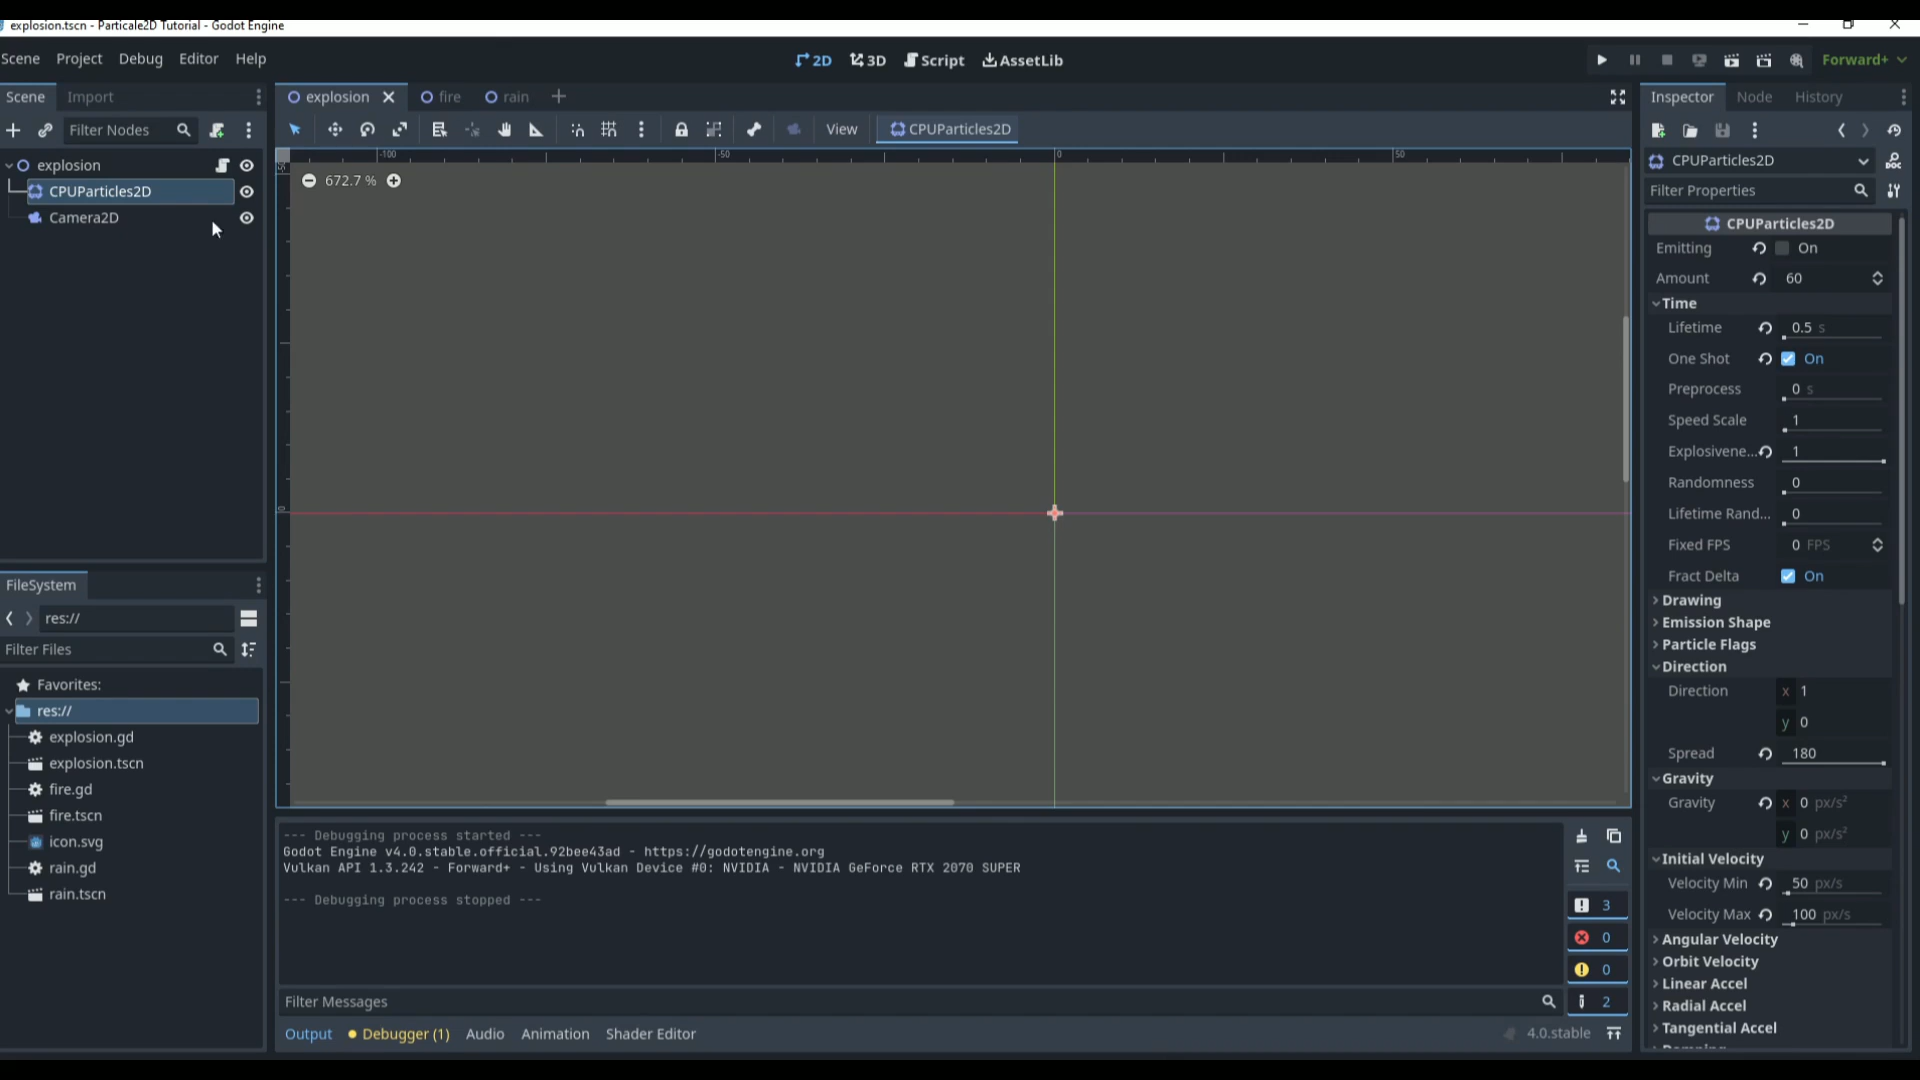 explosion.tscn - Particale2D Tutorial - Godot Engine
Scene Project Debug Editor Help
2D 3D Script AssetLib
Forward+
Scene Import
explosion fire rain
Inspector Node History
Filter Nodes
View CPUParticles2D
-100 -50 0 50
672.7 %
explosion
CPUParticles2D
Camera2D
CPUParticles2D
Filter Properties
CPUParticles2D
Emitting On
Amount 60
Time
Lifetime 0.5 s
One Shot On
Preprocess 0 s
Speed Scale 1
Explosivene... 1
Randomness 0
Lifetime Rand... 0
Fixed FPS 0 FPS
Fract Delta On
Drawing
Emission Shape
Particle Flags
Direction
Direction x 1
y 0
Spread 180
Gravity
Gravity x 0 px/s²
y 0 px/s²
Initial Velocity
Velocity Min 50 px/s
Velocity Max 100 px/s
Angular Velocity
Orbit Velocity
Linear Accel
Radial Accel
Tangential Accel
FileSystem
res://
Filter Files
Favorites:
res://
explosion.gd
explosion.tscn
fire.gd
fire.tscn
icon.svg
rain.gd
rain.tscn
--- Debugging process started ---
Godot Engine v4.0.stable.official.92bee43ad - https://godotengine.org
Vulkan API 1.3.242 - Forward+ - Using Vulkan Device #0: NVIDIA - NVIDIA GeForce RTX 2070 SUPER
--- Debugging process stopped ---
3
0
0
2
Filter Messages
Output Debugger (1) Audio Animation Shader Editor
4.0.stable